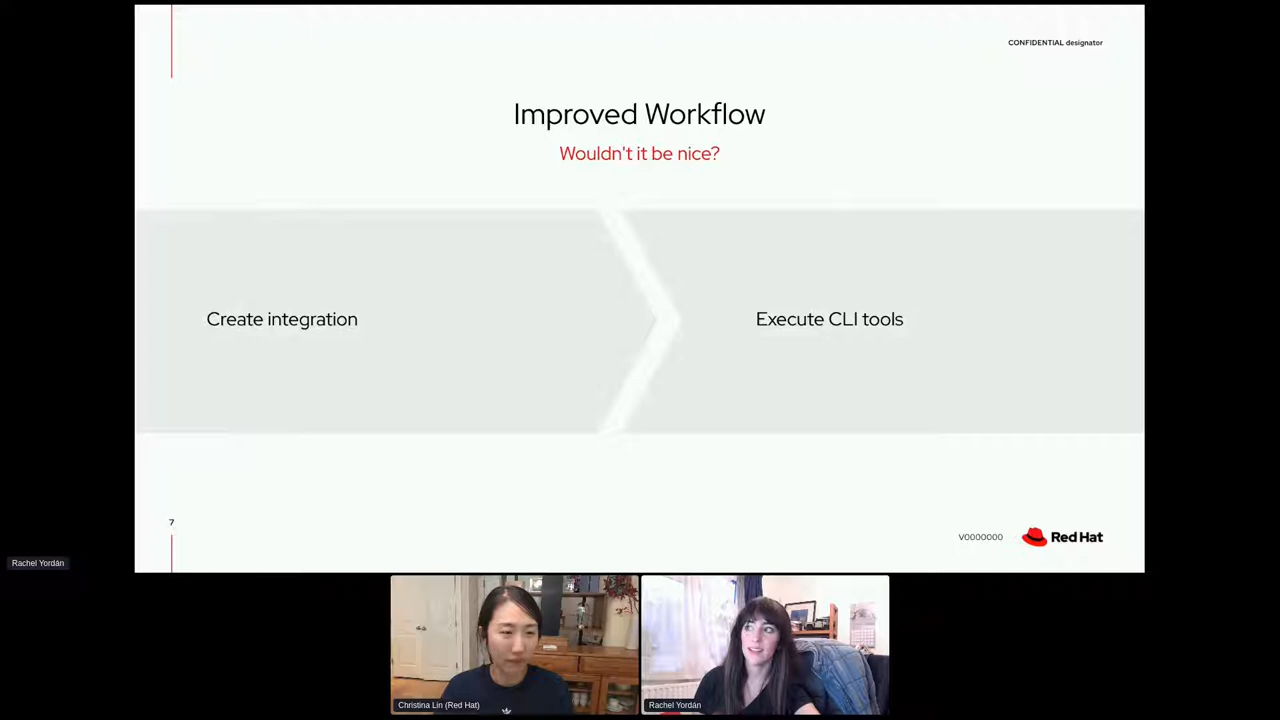 CONFIDENTIAL designator
Improved Workflow
Wouldn't it be nice?
Create integration
Execute CLI tools
7
V0000000
Red Hat
Rachel Yordán
Christina Lin (Red Hat)
Rachel Yordán